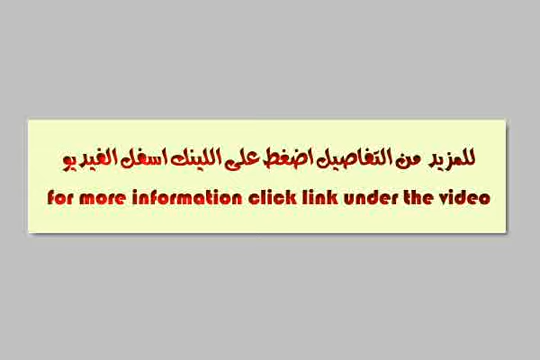 للمزيد من التفاصيل اضغط على اللينك اسفل الفيديو
for more information click link under the video